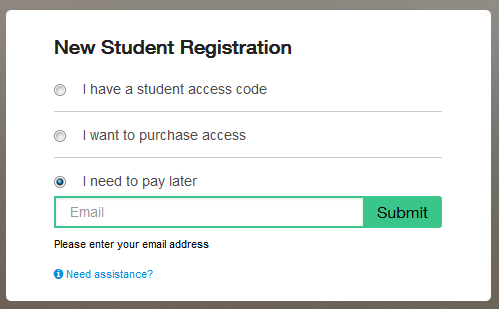 New Student Registration
I have a student access code
I want to purchase access
I need to pay later
Email Submit
Please enter your email address
Need assistance?